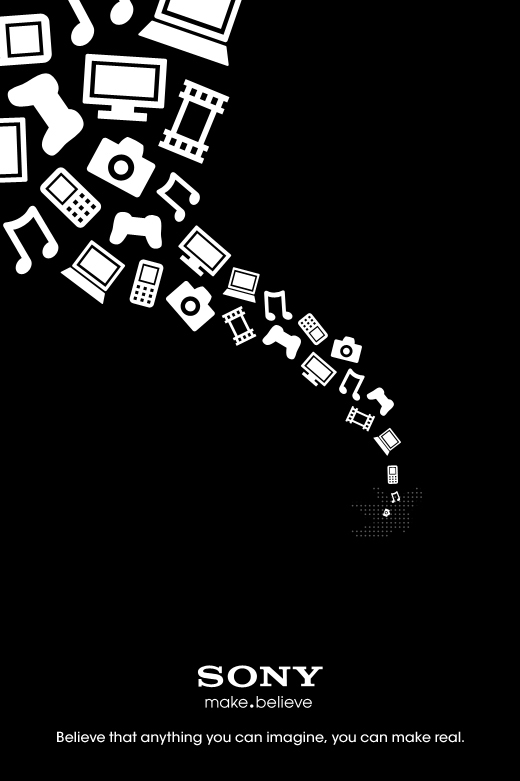 SONY
make.believe
Believe that anything you can imagine, you can make real.